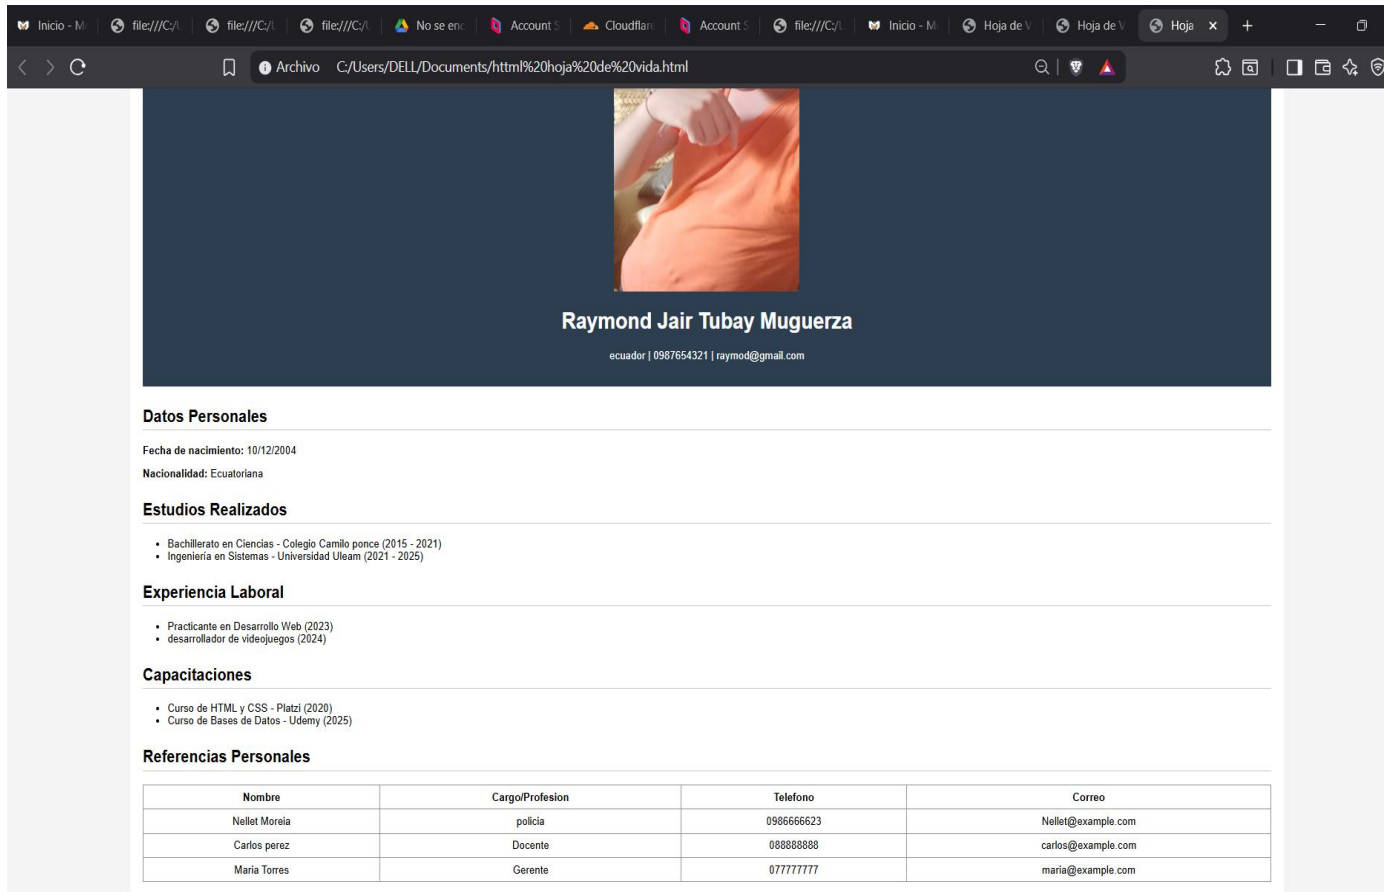 Inicio - M
file:///C:/
file:///C:/
file:///C:/
No se enc
Account S
Cloudflare
Account S
file:///C:/
Inicio - M
Hoja de V
Hoja de V
Hoja
Archivo C:/Users/DELL/Documents/httml%20hoja%20de%20vida.html
Raymond Jair Tubay Muguerza
ecuador | 0987654321 | raymod@gmail.com
Datos Personales
Fecha de nacimiento: 10/12/2004
Nacionalidad: Ecuatoriana
Estudios Realizados
Bachillerato en Ciencias - Colegio Camilo ponce (2015 - 2021)
Ingeniería en Sistemas - Universidad Uleam (2021 - 2025)
Experiencia Laboral
Practicante en Desarrollo Web (2023)
desarrollador de videojuegos (2024)
Capacitaciones
Curso de HTML y CSS - Platzi (2020)
Curso de Bases de Datos - Udemy (2025)
Referencias Personales
Nombre Cargo/Profesion Telefono Correo
Nellet Moreia policia 0986666623 Nellet@example.com
Carlos perez Docente 088888888 carlos@example.com
Maria Torres Gerente 077777777 maria@example.com